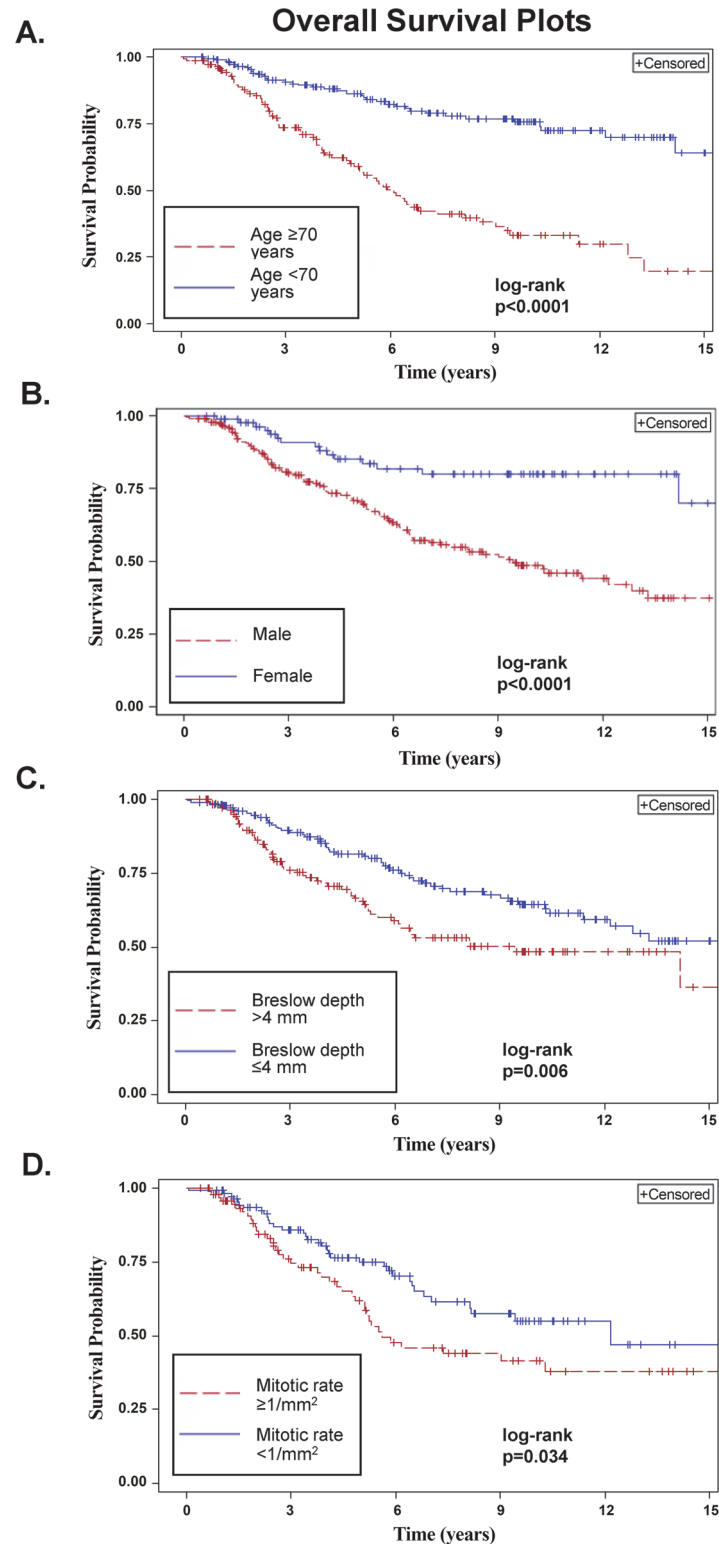 Overall Survival Plots
A.
Survival Probability
1.00
0.75
0.50
0.25
0.00
+Censored
Age ≥70
years
Age <70
years
log-rank
p<0.0001
0 3 6 9 12 15
Time (years)
B.
Survival Probability
1.00
0.75
0.50
0.25
0.00
+Censored
Male
Female
log-rank
p<0.0001
0 3 6 9 12 15
Time (years)
C.
Survival Probability
1.00
0.75
0.50
0.25
0.00
+Censored
Breslow depth
>4 mm
Breslow depth
≤4 mm
log-rank
p=0.006
0 3 6 9 12 15
Time (years)
D.
Survival Probability
1.00
0.75
0.50
0.25
0.00
+Censored
Mitotic rate
≥1/mm²
Mitotic rate
<1/mm²
log-rank
p=0.034
0 3 6 9 12 15
Time (years)